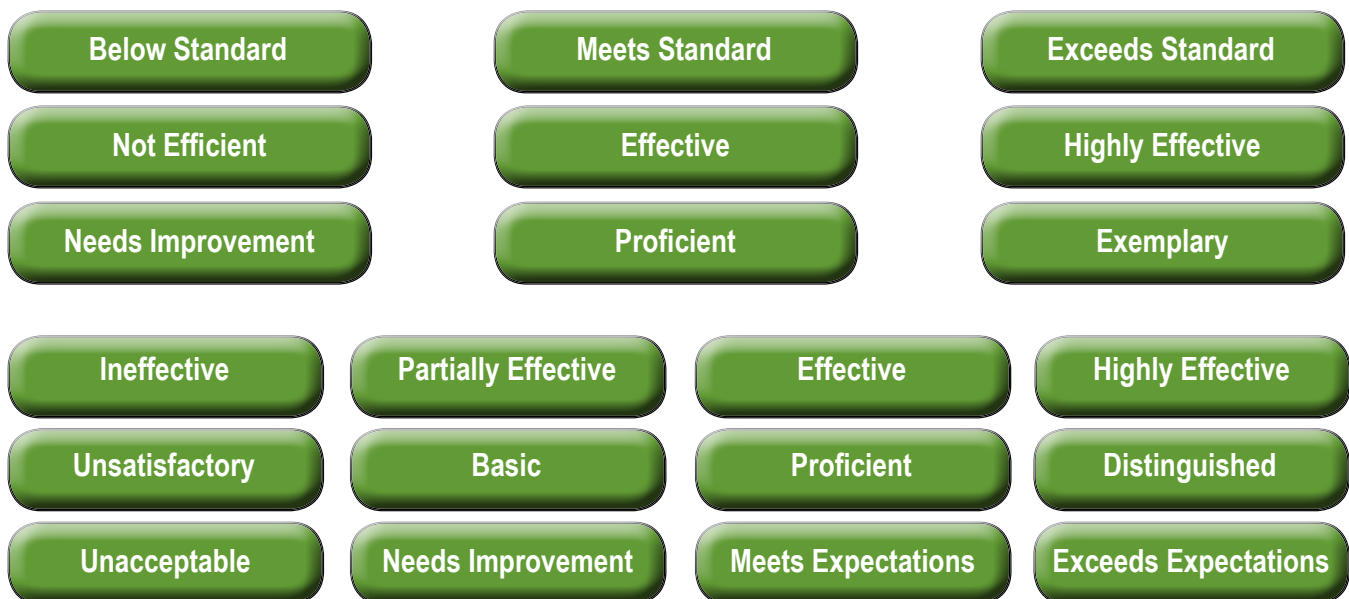 Below Standard Meets Standard Exceeds Standard
Not Efficient Effective Highly Effective
Needs Improvement Proficient Exemplary
Ineffective Partially Effective Effective Highly Effective
Unsatisfactory Basic Proficient Distinguished
Unacceptable Needs Improvement Meets Expectations Exceeds Expectations